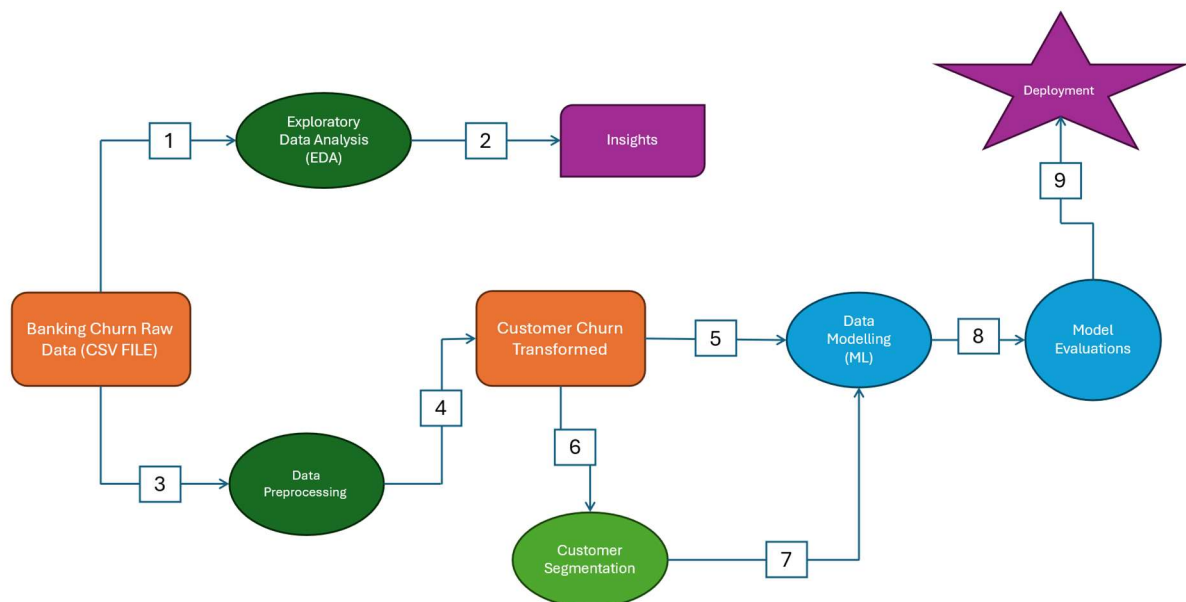 Deployment
1
Exploratory
Data Analysis
(EDA)
2
Insights
9
Banking Churn Raw
Data (CSV FILE)
Customer Churn
Transformed
5
Data
Modelling
(ML)
8
Model
Evaluations
4
6
3
Data
Preprocessing
Customer
Segmentation
7